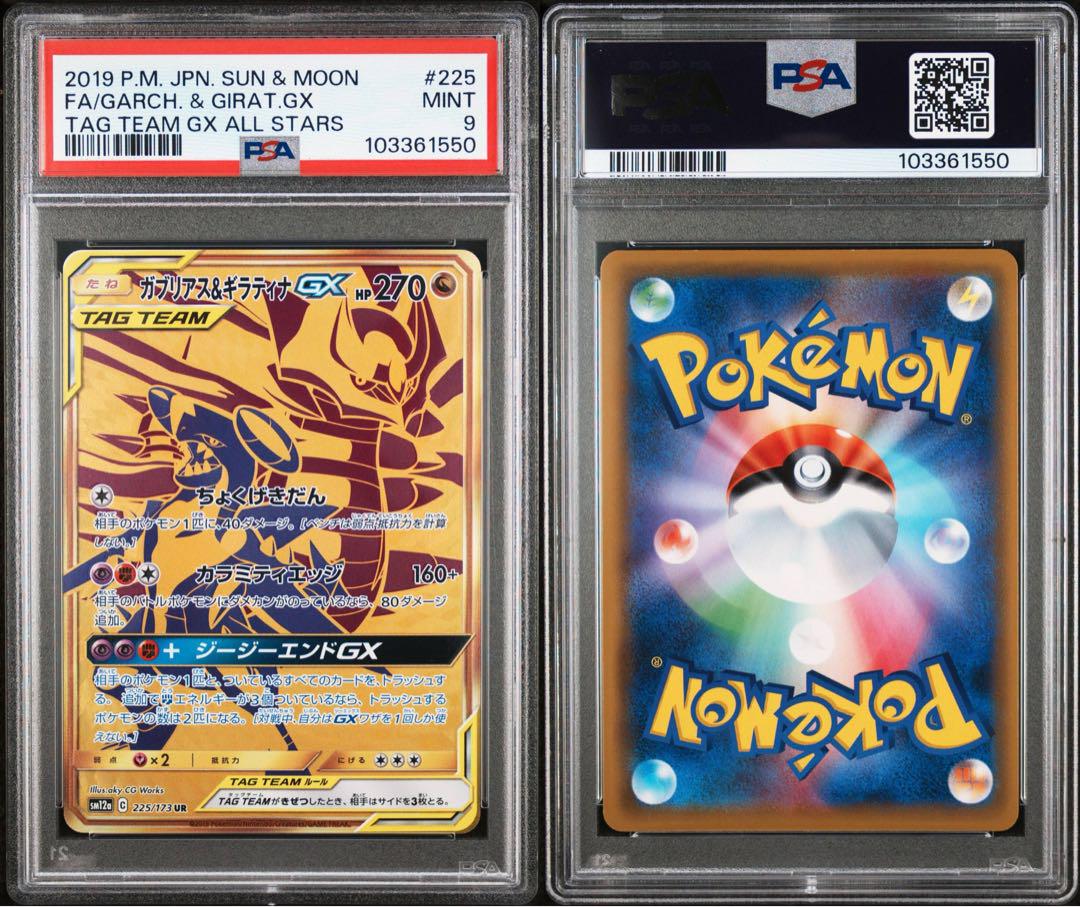 2019 P.M. JPN. SUN & MOON #225
FA/GARCH. & GIRAT.GX MINT
TAG TEAM GX ALL STARS 9
PSA 103361550
たね ガブリアス&ギラティナGX HP270
TAG TEAM
ちょくげきだん
相手のポケモン1匹に、40ダメージ。[ベンチは弱点・抵抗力を計算
しない。]
カラミティエッジ 160+
相手のバトルポケモンにダメカンがのっているなら、80ダメージ
追加。
+ ジージーエンドGX
相手のポケモン1匹と、ついているすべてのカードを、トラッシュす
る。追加でエネルギーが3個ついているなら、トラッシュする
ポケモンの数は2匹になる。[対戦中、自分はGXワザを1回しか使
えない。]
弱点 ×2 抵抗力 にげる
TAG TEAM ルール
TAG TEAMがきぜつしたとき、相手はサイドを3枚とる。
Illus.aky CG Works
sm12a C 225/173 UR
©2019 Pokémon/Nintendo/Creatures/GAME FREAK.
PSA
PSA
PSA
103361550
POKéMON®
POKéMON®
PSA